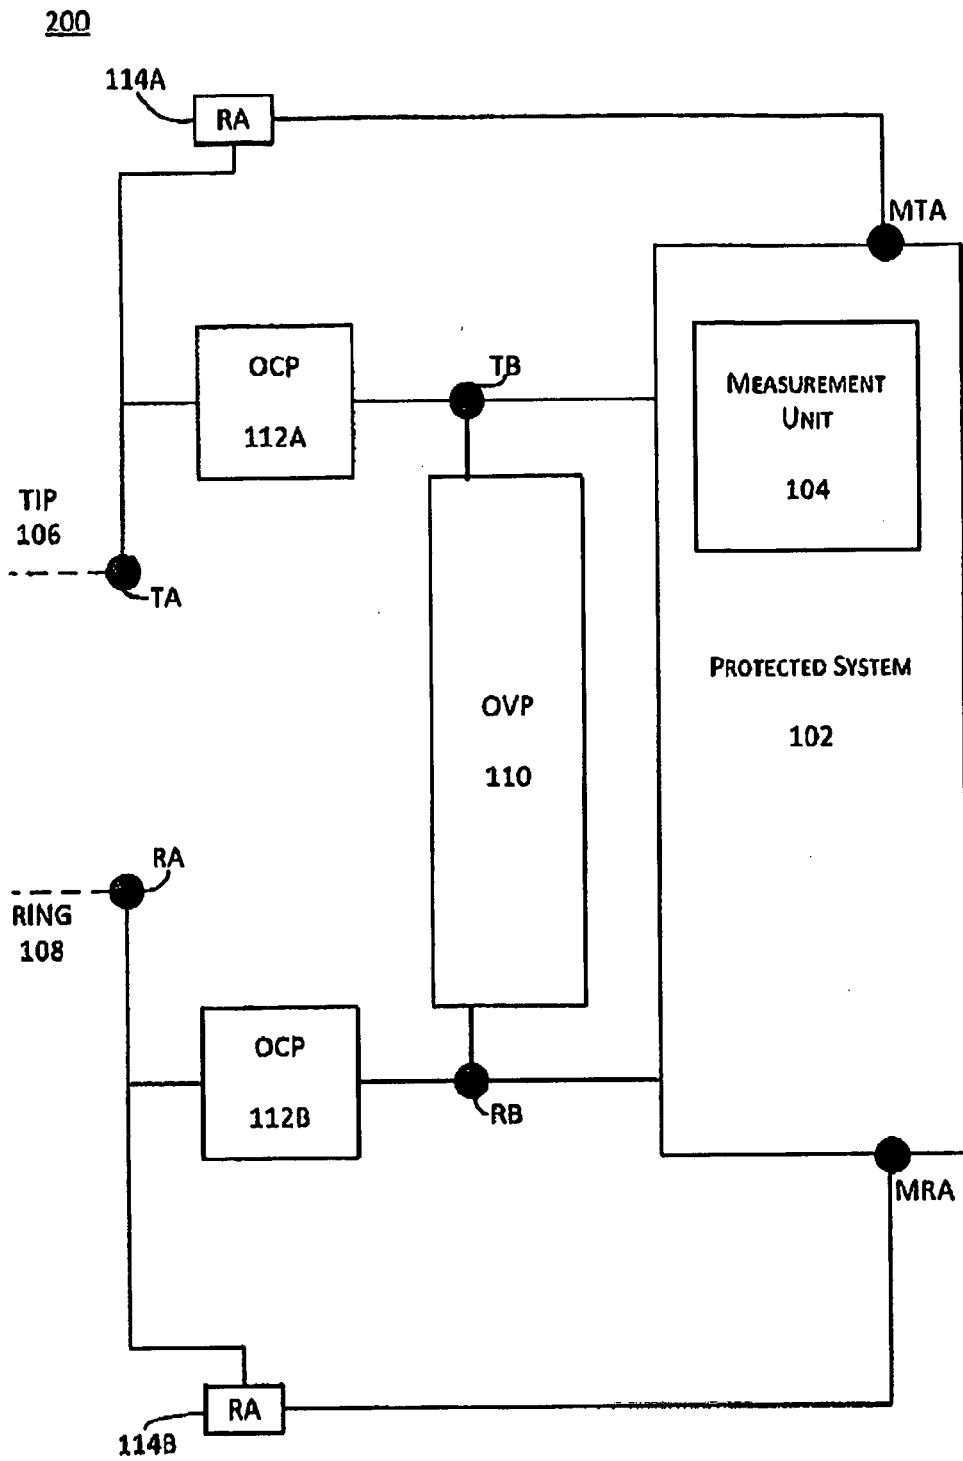 200
114A
RA
MTA
OCP
112A
TB
MEASUREMENT
UNIT
104
TIP
106
TA
PROTECTED SYSTEM
102
OVP
110
RA
RING
108
OCP
112B
RB
MRA
RA
114B